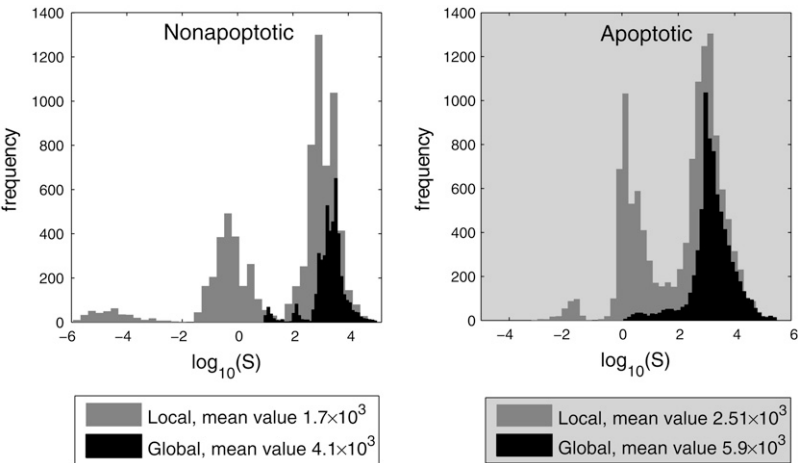 Nonapoptotic
frequency
1400
1200
1000
800
600
400
200
0
−6 −4 −2 0 2 4
log10(S)
Local, mean value 1.7×10^3
Global, mean value 4.1×10^3
Apoptotic
frequency
1400
1200
1000
800
600
400
200
0
−4 −2 0 2 4 6
log10(S)
Local, mean value 2.51×10^3
Global, mean value 5.9×10^3